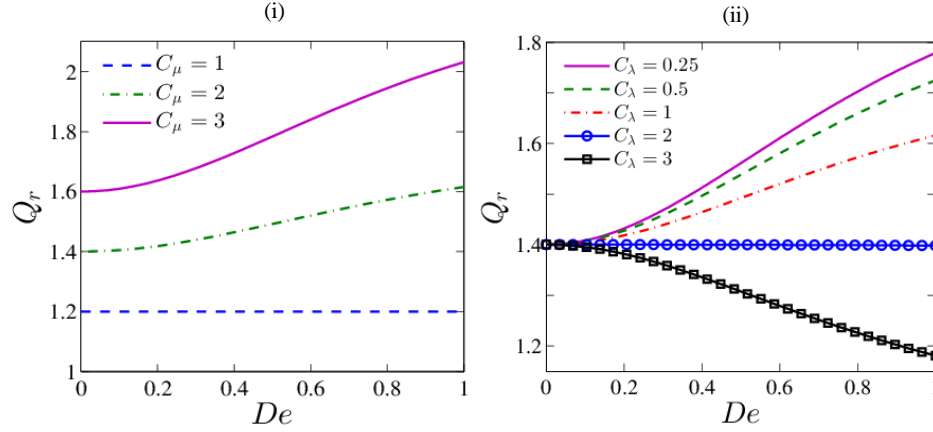 (i)
2
1.8
1.6
1.4
1.2
1
Q_r
C_μ = 1
C_μ = 2
C_μ = 3
0 0.2 0.4 0.6 0.8 1
De
(ii)
1.8
1.6
1.4
1.2
Q_r
C_λ = 0.25
C_λ = 0.5
C_λ = 1
C_λ = 2
C_λ = 3
0 0.2 0.4 0.6 0.8 1
De